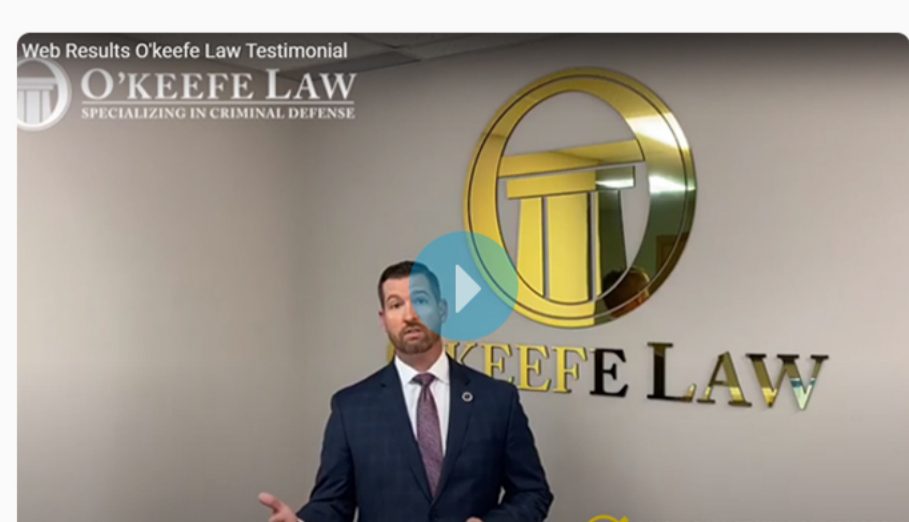 Web Results O'keefe Law Testimonial
O'KEEFE LAW
SPECIALIZING IN CRIMINAL DEFENSE
O'KEEFE LAW